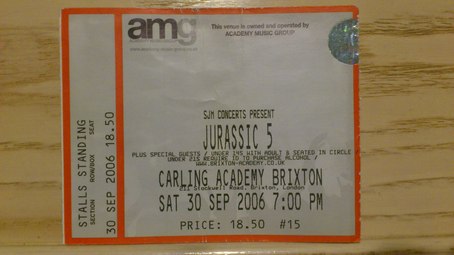 amg
This venue is owned and operated by
ACADEMY MUSIC GROUP
SJM CONCERTS PRESENT
JURASSIC 5
PLUS SPECIAL GUESTS / UNDER 14S WITH ADULT & SEATED IN CIRCLE
UNDER 21S REQUIRE ID TO PURCHASE ALCOHOL /
WWW.BRIXTON-ACADEMY.CO.UK
CARLING ACADEMY BRIXTON
211 Stockwell Road, Brixton, London
SAT 30 SEP 2006 7:00 PM
PRICE: 18.50 #15
STALLS STANDING
SECTION ROW/BOX SEAT
30 SEP 2006 18.50